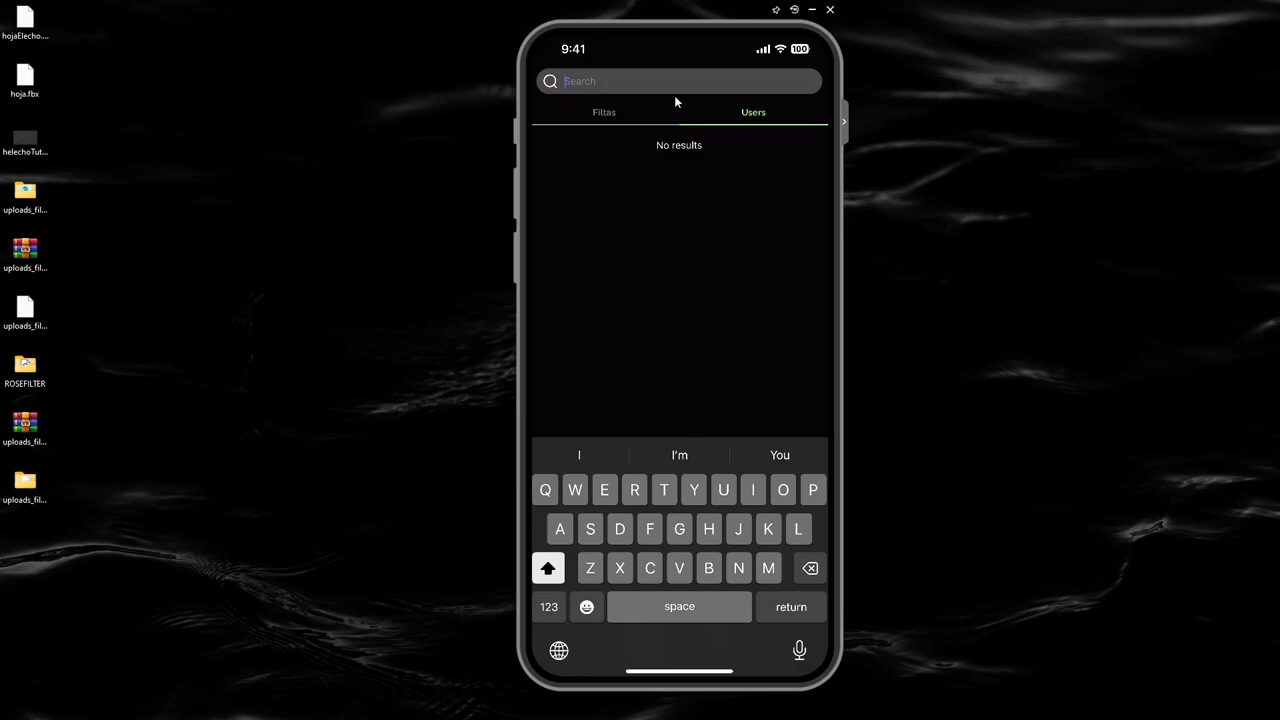 hojaElecho....
hoja.fbx
helechoTut...
uploads_fil...
uploads_fil...
uploads_fil...
ROSEFILTER
uploads_fil...
uploads_fil...
9:41
100
Search
Filtas
Users
No results
I
I'm
You
Q W E R T Y U I O P
A S D F G H J K L
Z X C V B N M
123
space
return